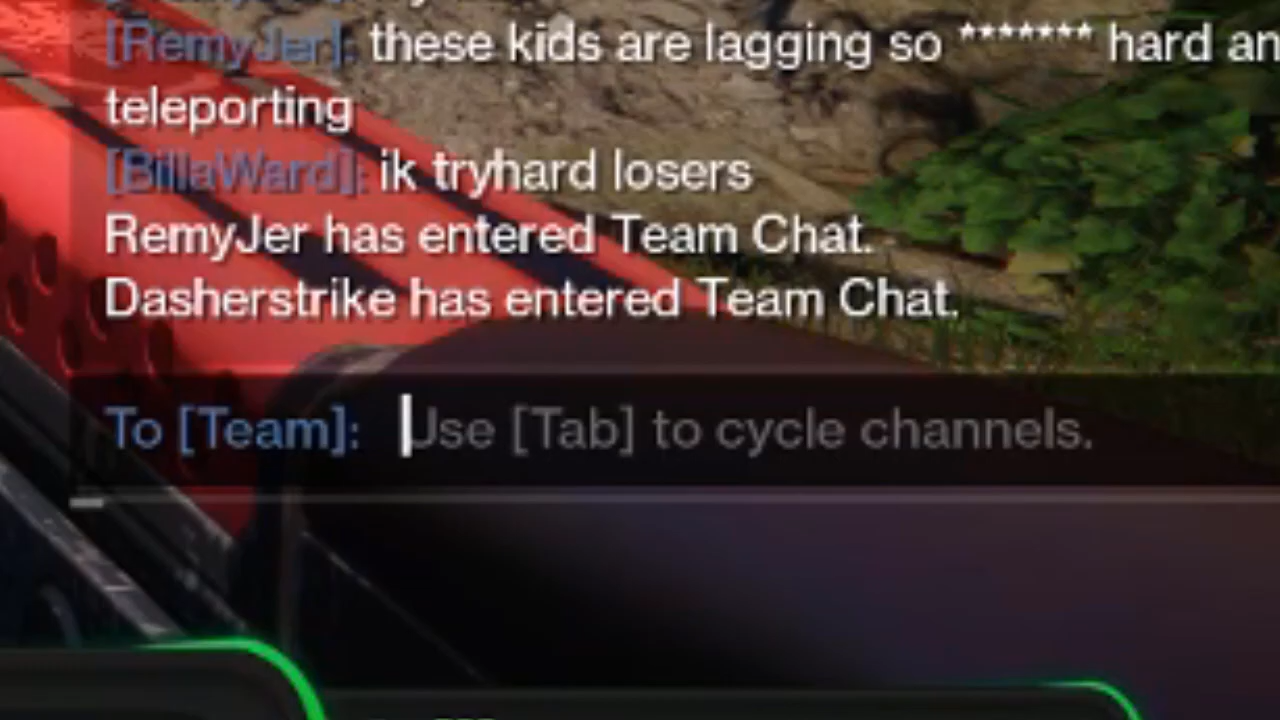 [RemyJer]: these kids are lagging so ******* hard an
teleporting
[BillaWard]: ik tryhard losers
RemyJer has entered Team Chat.
Dasherstrike has entered Team Chat.
To [Team]: Use [Tab] to cycle channels.